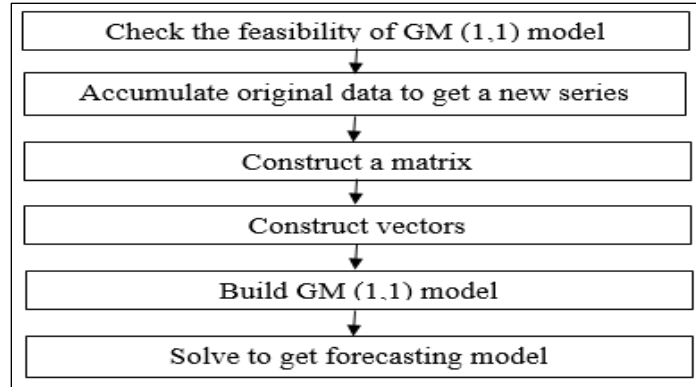 Check the feasibility of GM (1,1) model
Accumulate original data to get a new series
Construct a matrix
Construct vectors
Build GM (1,1) model
Solve to get forecasting model